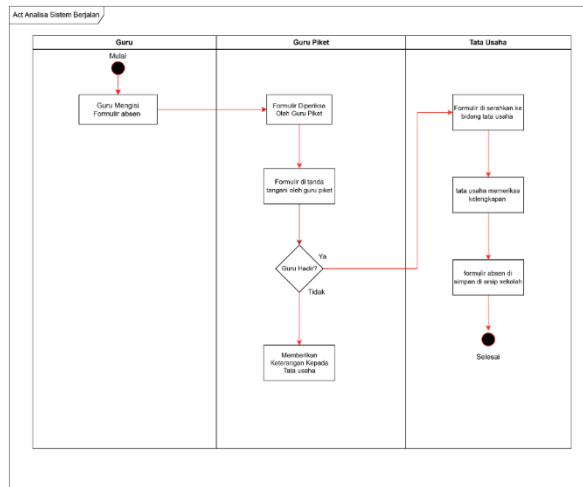 Act Analisa Sistem Berjalan
Guru
Guru Piket
Tata Usaha
Mulai
Guru Mengisi
Formulir absen
Formulir Diperiksa
Oleh Guru Piket
Formulir di tanda
tangani oleh guru piket
Guru Hadir?
Ya
Tidak
Memberikan
Keterangan Kepada
Tata usaha
Formulir di serahkan ke
bidang tata usaha
tata usaha memeriksa
kelengkapan
formulir absen di
simpan di arsip sekolah
Selesai